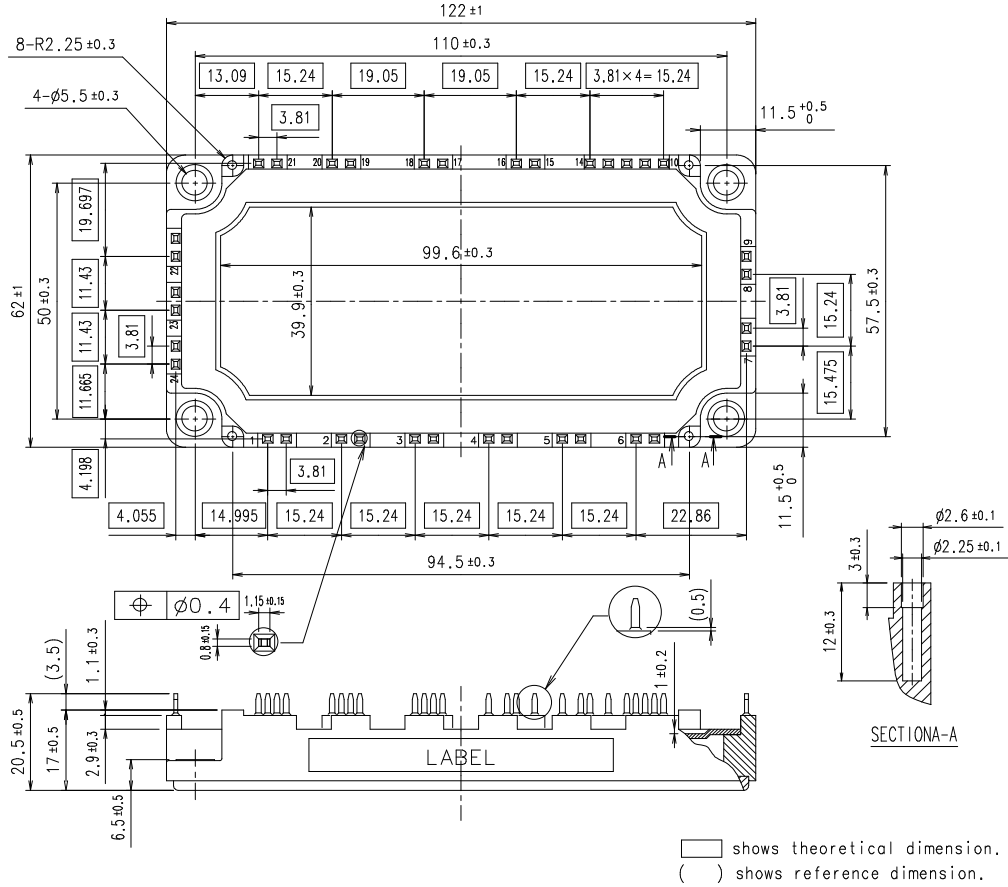 122±1
8-R2.25±0.3
110±0.3
13.09 15.24 19.05 19.05 15.24 3.81×4=15.24
4-Ø5.5±0.3
3.81
11.5 +0.5 0
21 20 19 18 17 16 15 14 10
19.697
11.43
11.43
3.81
11.665
4.198
62±1
50±0.3
22
23
24
99.6±0.3
39.9±0.3
9
8
7
3.81
15.24
15.475
57.5±0.3
1 2 3 4 5 6
A A
3.81
11.5 +0.5 0
4.055 14.995 15.24 15.24 15.24 15.24 15.24 22.86
94.5±0.3
Ø2.6±0.1
Ø2.25±0.1
3±0.3
12±0.3
SECTIONA-A
Ø0.4
1.15±0.15
0.8±0.15
(0.5)
1±0.2
(3.5)
1.1±0.3
20.5±0.5
17±0.5
2.9±0.3
6.5±0.5
LABEL
shows theoretical dimension.
( ) shows reference dimension.